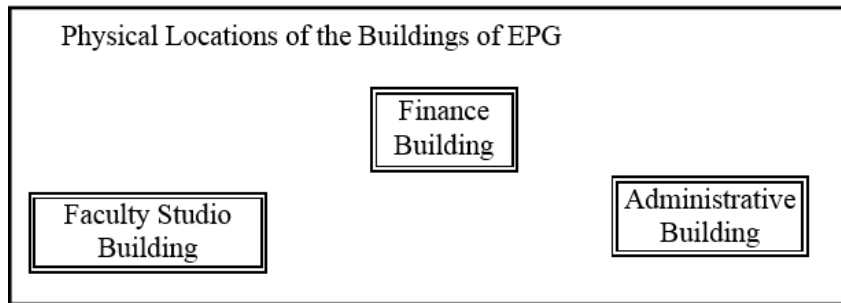 Physical Locations of the Buildings of EPG
Finance
Building
Faculty Studio
Building
Administrative
Building